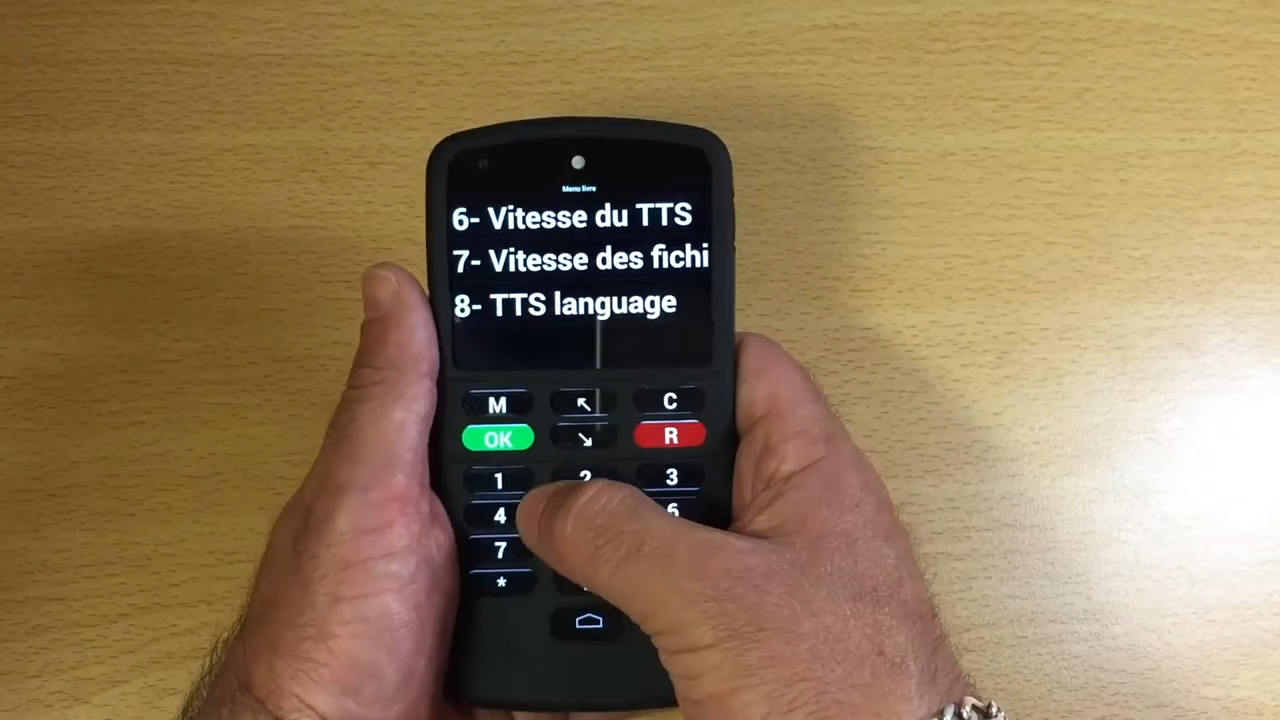 Menu livre
6- Vitesse du TTS
7- Vitesse des fichi
8- TTS language
M C
OK R
1 2 3
4 6
7
*